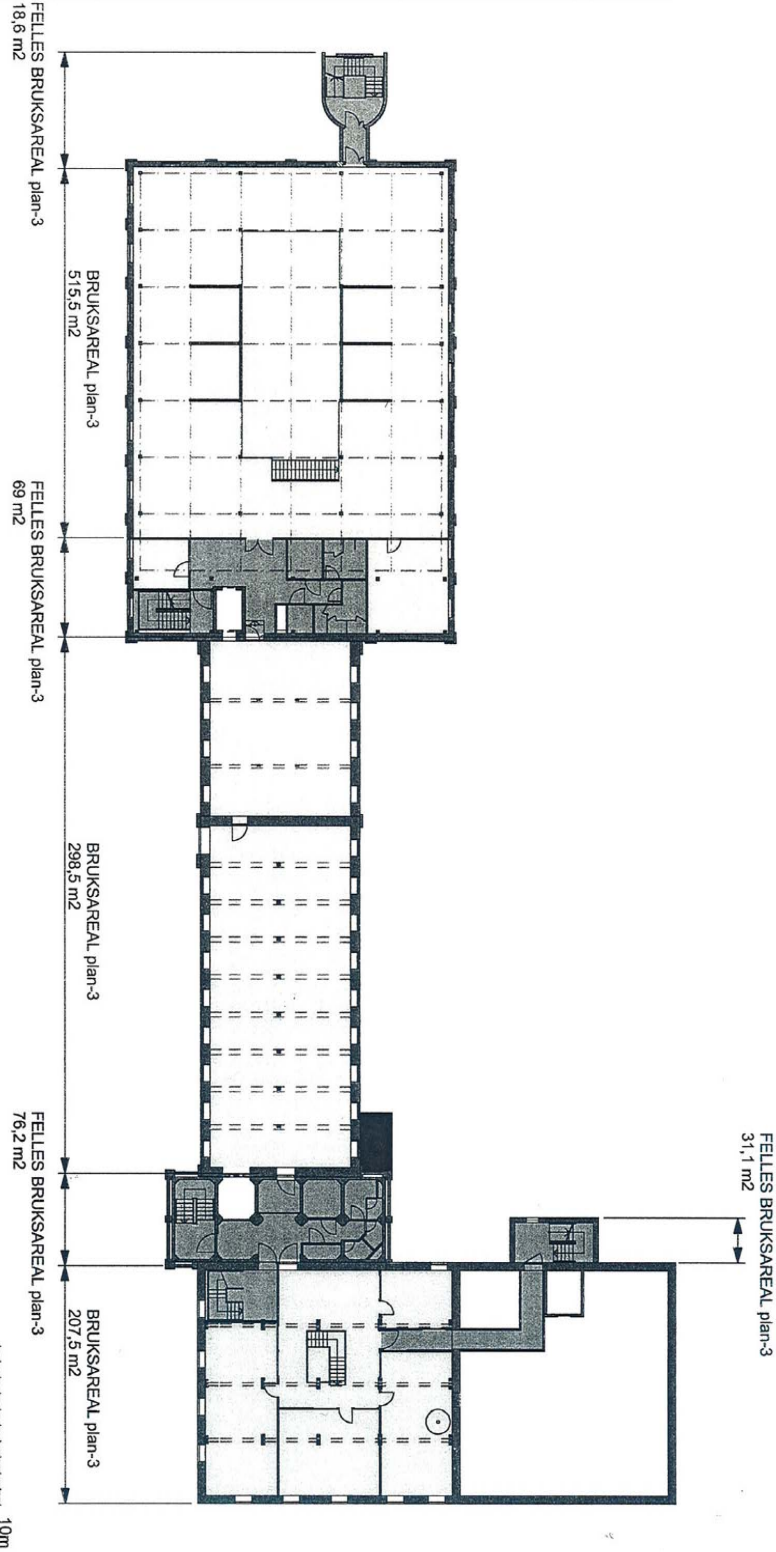 FELLES BRUKSAREAL plan-3
18,6 m2
BRUKSAREAL plan-3
515,5 m2
FELLES BRUKSAREAL plan-3
69 m2
BRUKSAREAL plan-3
298,5 m2
FELLES BRUKSAREAL plan-3
76,2 m2
BRUKSAREAL plan-3
207,5 m2
FELLES BRUKSAREAL plan-3
31,1 m2
10m